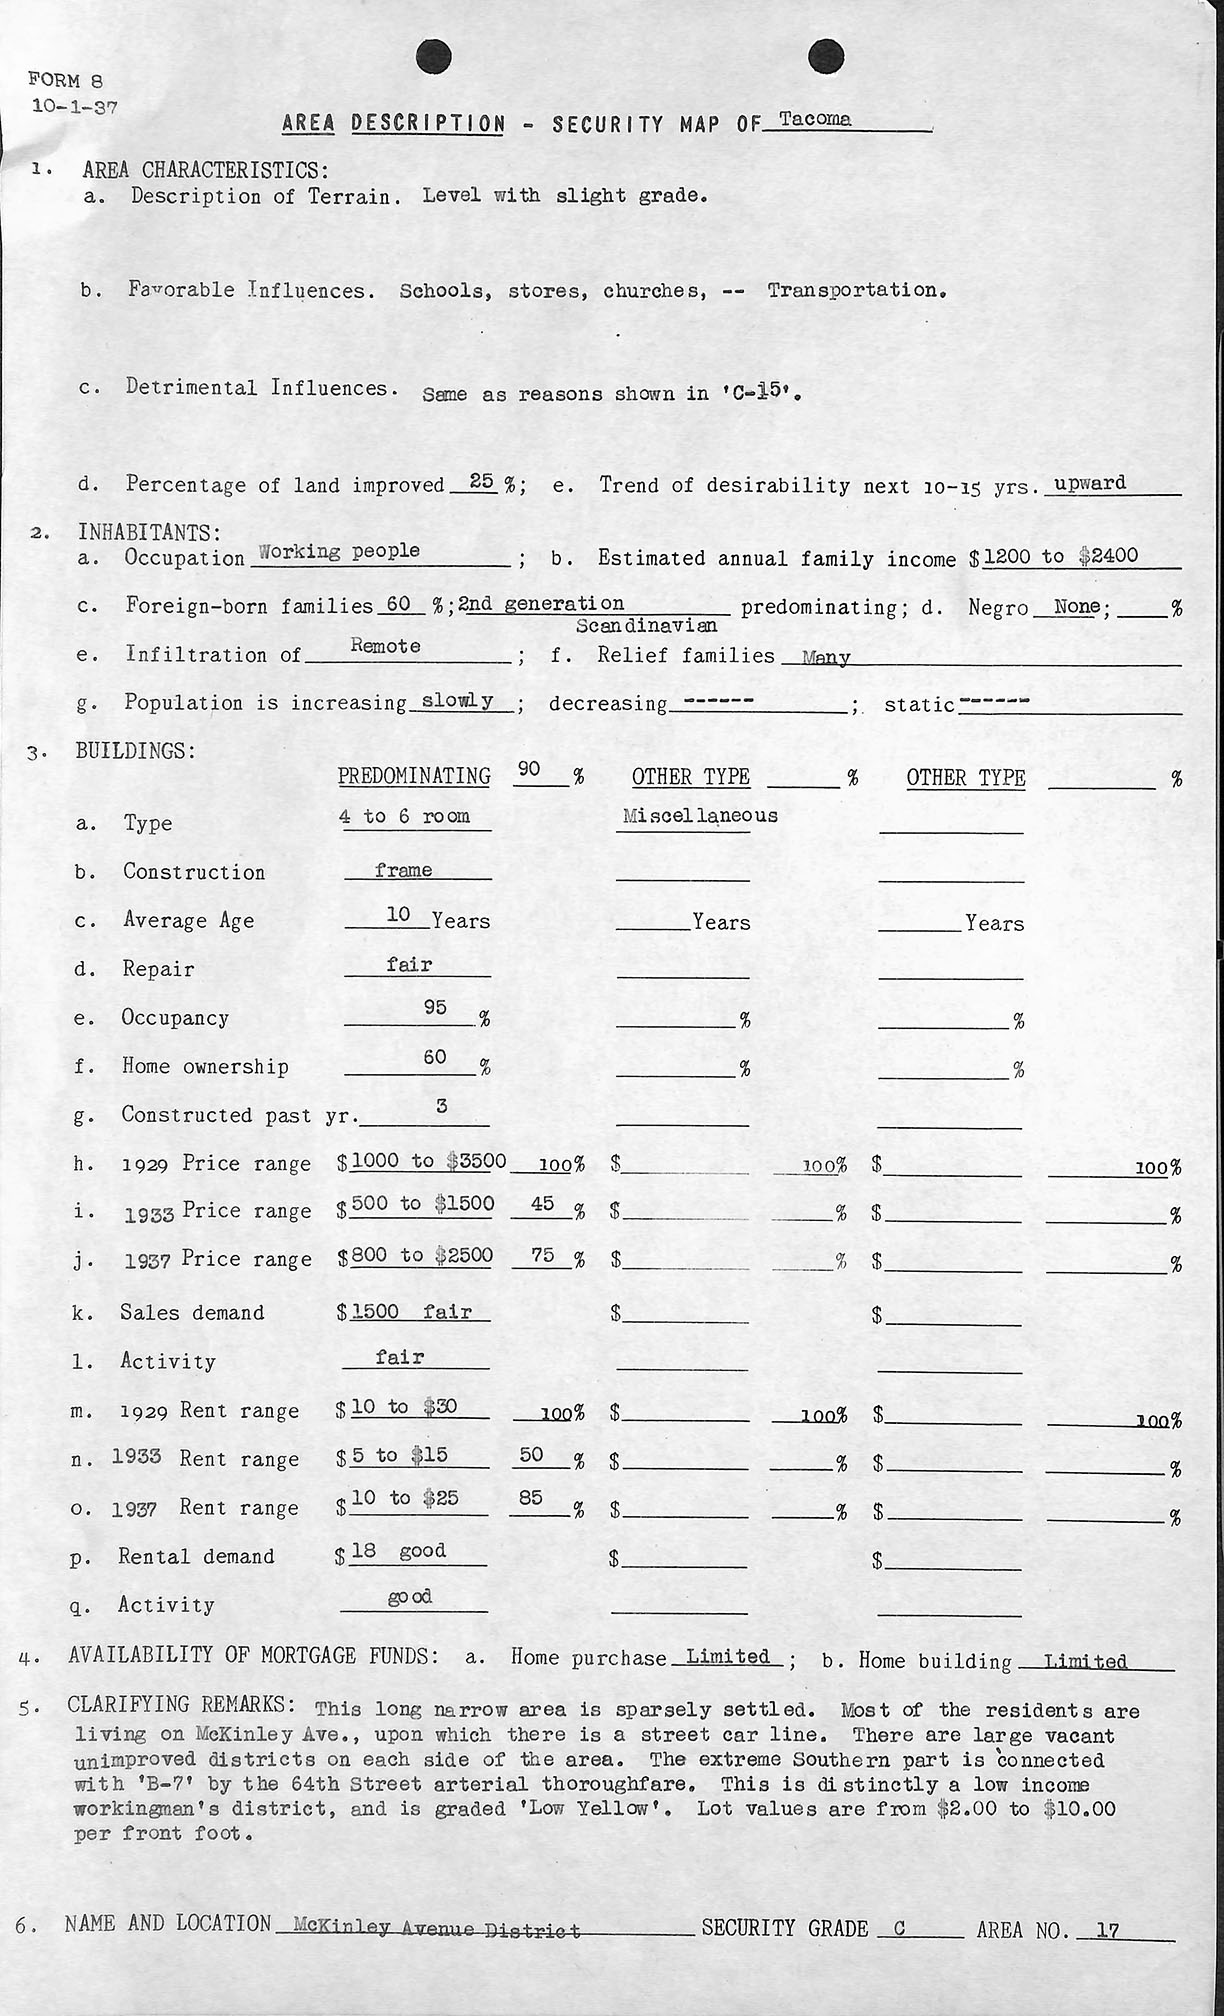 FORM 8
10-1-37
AREA DESCRIPTION - SECURITY MAP OF Tacoma
1. AREA CHARACTERISTICS:
a. Description of Terrain. Level with slight grade.
b. Favorable Influences. Schools, stores, churches, -- Transportation.
c. Detrimental Influences. Same as reasons shown in 'C-15'.
d. Percentage of land improved 25 %; e. Trend of desirability next 10-15 yrs. upward
2. INHABITANTS:
a. Occupation Working people ; b. Estimated annual family income $1200 to $2400
c. Foreign-born families 60 %; 2nd generation predominating; d. Negro None; %
Scandinavian
e. Infiltration of Remote ; f. Relief families Many
g. Population is increasing slowly ; decreasing ------ ; static ------
3. BUILDINGS:
PREDOMINATING 90 % OTHER TYPE % OTHER TYPE %
a. Type 4 to 6 room Miscellaneous
b. Construction frame
c. Average Age 10 Years Years Years
d. Repair fair
e. Occupancy 95 % % %
f. Home ownership 60 % % %
g. Constructed past yr. 3
h. 1929 Price range $1000 to $3500 100% $ 100% $ 100%
i. 1933 Price range $500 to $1500 45 % $ % $ %
j. 1937 Price range $800 to $2500 75 % $ % $ %
k. Sales demand $1500 fair $ $
l. Activity fair
m. 1929 Rent range $10 to $30 100% $ 100% $ 100%
n. 1933 Rent range $5 to $15 50 % $ % $ %
o. 1937 Rent range $10 to $25 85 % $ % $ %
p. Rental demand $18 good $ $
q. Activity good
4. AVAILABILITY OF MORTGAGE FUNDS: a. Home purchase Limited ; b. Home building Limited
5. CLARIFYING REMARKS: This long narrow area is sparsely settled. Most of the residents are
living on McKinley Ave., upon which there is a street car line. There are large vacant
unimproved districts on each side of the area. The extreme Southern part is connected
with 'B-7' by the 64th Street arterial thoroughfare. This is distinctly a low income
workingman's district, and is graded 'Low Yellow'. Lot values are from $2.00 to $10.00
per front foot.
6. NAME AND LOCATION McKinley Avenue District SECURITY GRADE C AREA NO. 17